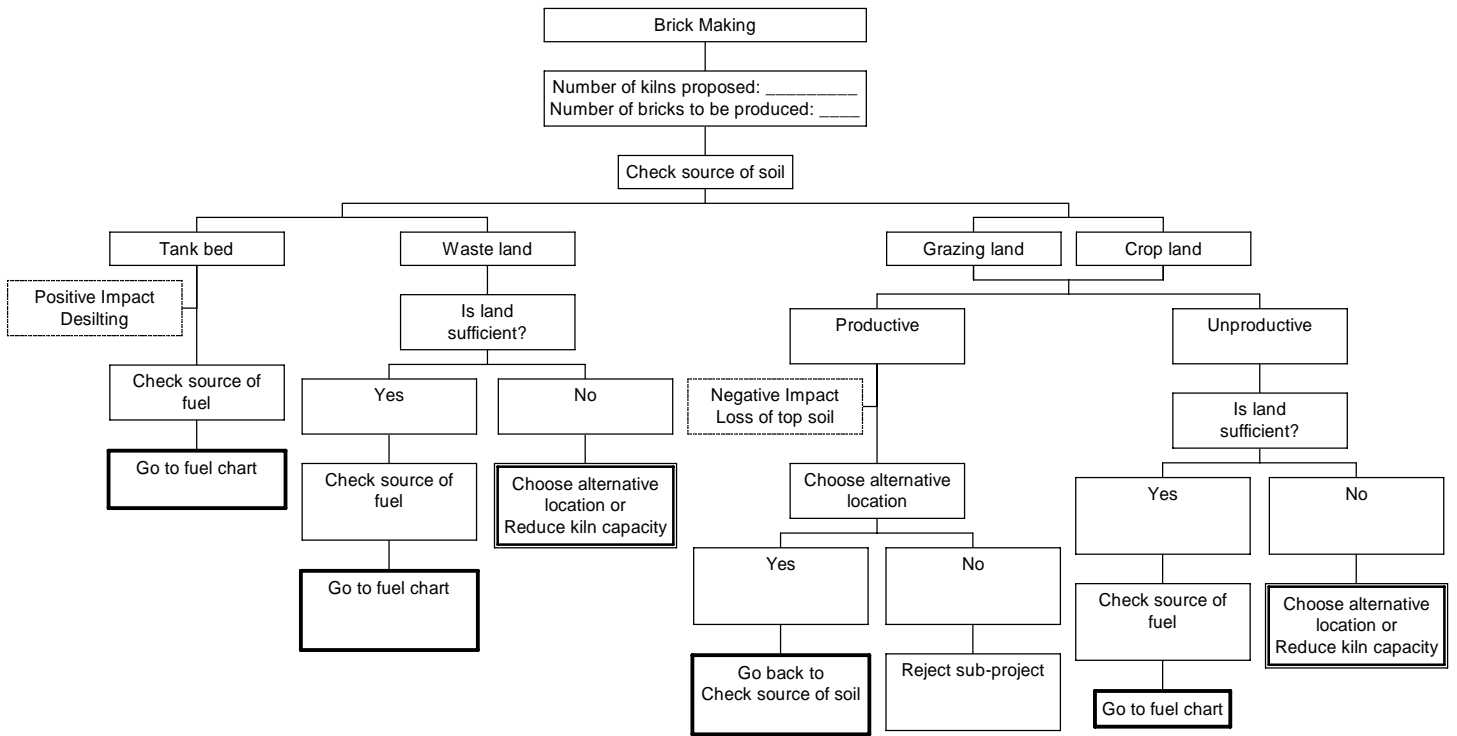 Brick Making
Number of kilns proposed: _________
Number of bricks to be produced: ____
Check source of soil
Tank bed
Waste land
Grazing land
Crop land
Positive Impact
Desilting
Is land
sufficient?
Productive
Unproductive
Check source of
fuel
Yes
No
Negative Impact
Loss of top soil
Is land
sufficient?
Go to fuel chart
Check source of
fuel
Choose alternative
location or
Reduce kiln capacity
Choose alternative
location
Yes
No
Go to fuel chart
Yes
No
Check source of
fuel
Choose alternative
location or
Reduce kiln capacity
Go back to
Check source of soil
Reject sub-project
Go to fuel chart